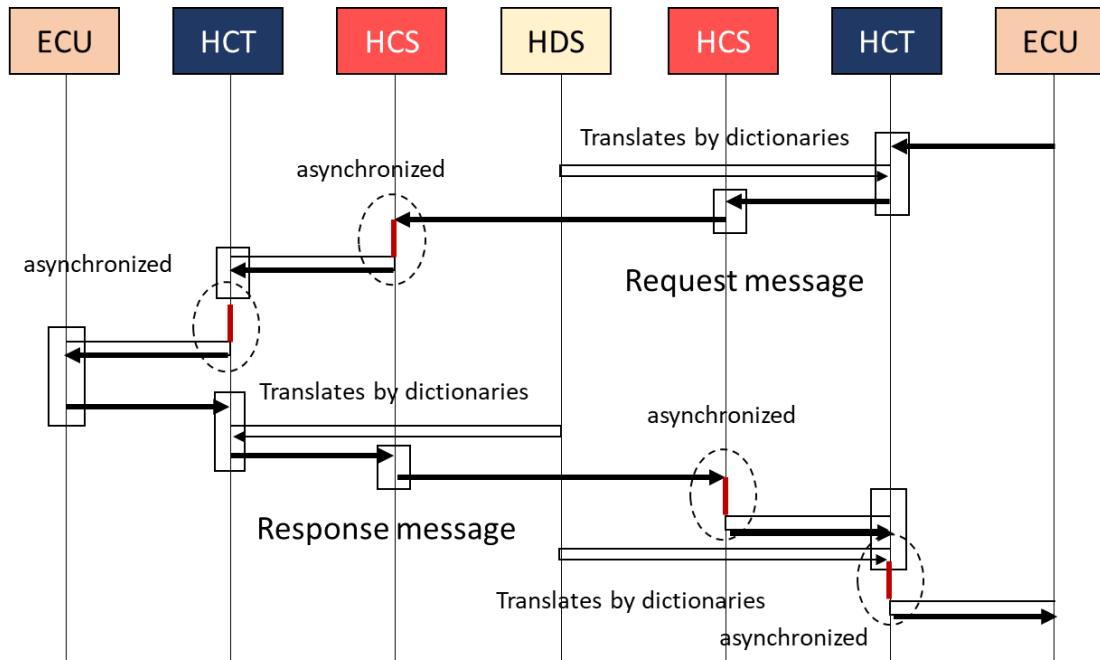 ECU
HCT
HCS
HDS
HCS
HCT
ECU
Translates by dictionaries
asynchronized
asynchronized
Request message
Translates by dictionaries
asynchronized
Response message
Translates by dictionaries
asynchronized